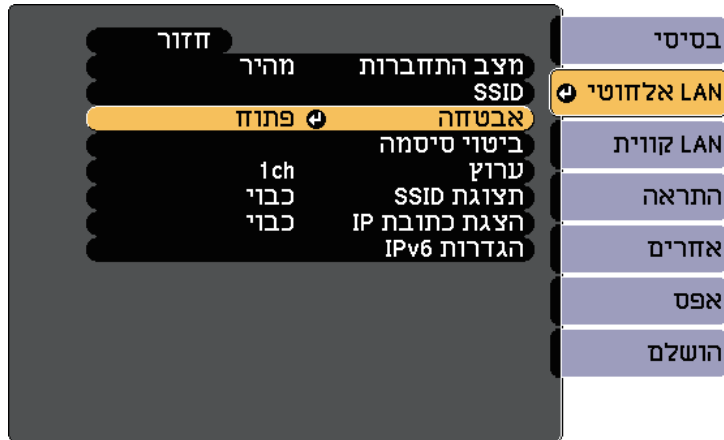 בסיסי
LAN אלחוטי
LAN קווית
התראה
אחרים
אפס
הושלם
חזור
מצב התחברות מהיר
SSID
אבטחה פתוח
ביטוי סיסמה
ערוץ 1ch
תצוגת SSID כבוי
הצגת כתובת IP כבוי
הגדרות IPv6